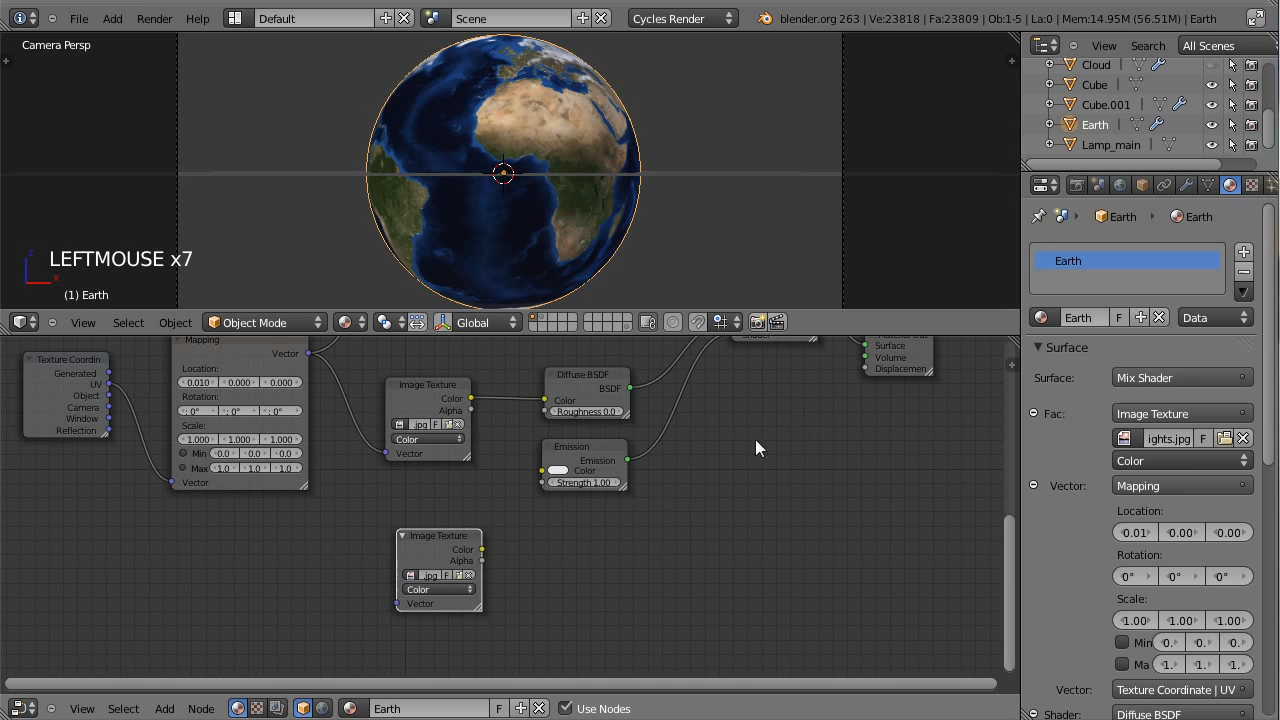 File Add Render Help Default Scene Cycles Render blender.org 263 | Ve:23818 | Fa:23809 | Ob:1-5 | La:0 | Mem:14.95M (56.51M) | Earth
Camera Persp
LEFTMOUSE x7
z
x
(1) Earth
View Select Object Object Mode Global
View Search All Scenes
Cloud
Cube
Cube.001
Earth
Lamp_main
Earth Earth
Earth
Earth F Data
Surface
Surface: Mix Shader
Fac: Image Texture
ights.jpg F
Color
Vector: Mapping
Location:
0.01 0.00 0.00
Rotation:
0° 0° 0°
Scale:
1.00 1.00 1.00
Min 0. 0. 0.
Ma 1. 1. 1.
Vector: Texture Coordinate | UV
Shader: Diffuse BSDF
Texture Coordin
Generated
UV
Object
Camera
Window
Reflection
Mapping
Vector
Location:
0.010 0.000 0.000
Rotation:
0° 0° 0°
Scale:
1.000 1.000 1.000
Min 0.0 0.0 0.0
Max 1.0 1.0 1.0
Vector
Image Texture
Color
Alpha
.jpg F
Color
Vector
Diffuse BSDF
BSDF
Color
Roughness 0.0
Emission
Emission
Color
Strength 1.00
Surface
Volume
Displacemen
Image Texture
Color
Alpha
.jpg F
Color
Vector
View Select Add Node Earth F Use Nodes